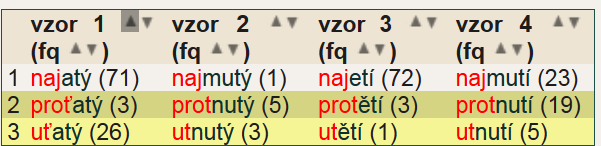 vzor 1 ▲▼ vzor 2 ▲▼ vzor 3 ▲▼ vzor 4 ▲▼
(fq ▲▼) (fq ▲▼) (fq ▲▼) (fq ▲▼)
1 najatý (71) najmutý (1) najetí (72) najmutí (23)
2 proťatý (3) protnutý (5) protětí (3) protnutí (19)
3 uťatý (26) utnutý (3) utětí (1) utnutí (5)